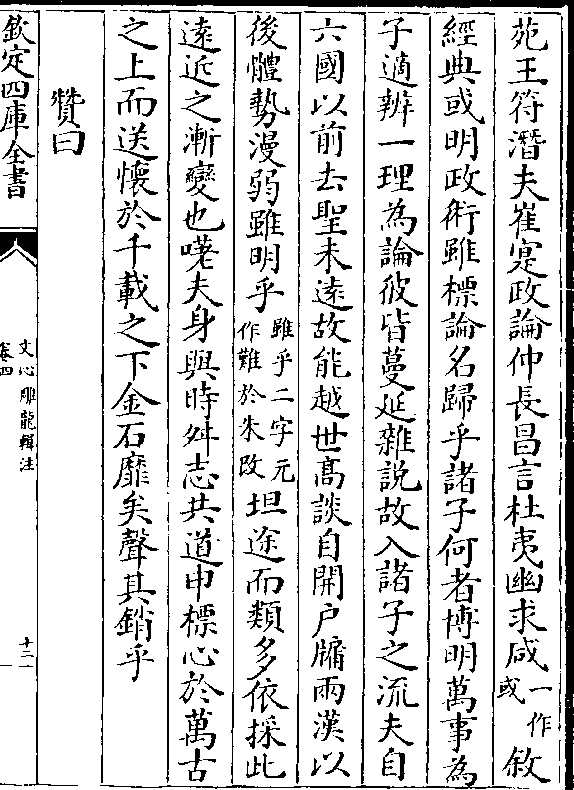 苑王符潛夫崔寔政論仲長昌言杜夷幽求咸一作或敘
經典或明政術雖標論名歸乎諸子何者博明萬事為
子適辨一理為論彼皆蔓延雜說故入諸子之流夫自
六國以前去聖未遠故能越世高談自開户牖兩漢以
後體勢漫弱雖明乎雖乎二字元作難於朱改坦途而類多依採此
遠近之漸變也嘵夫身與時舛志共道申標心於萬古
之上而送懷於千載之下金石靡矣聲其銷乎
贊曰
欽定四庫全書
文心雕龍輯注
卷四
十二